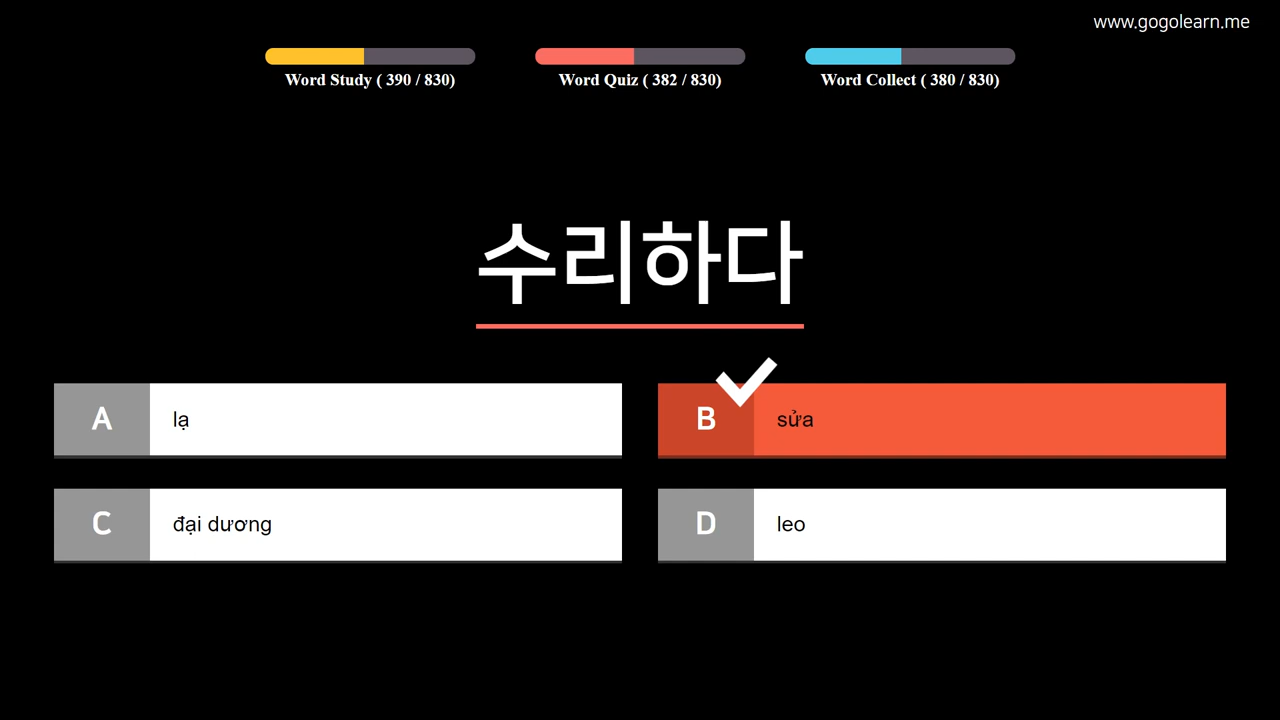 www.gogolearn.me
Word Study ( 390 / 830)
Word Quiz ( 382 / 830)
Word Collect ( 380 / 830)
수리하다
A lạ
B sửa
C đại dương
D leo